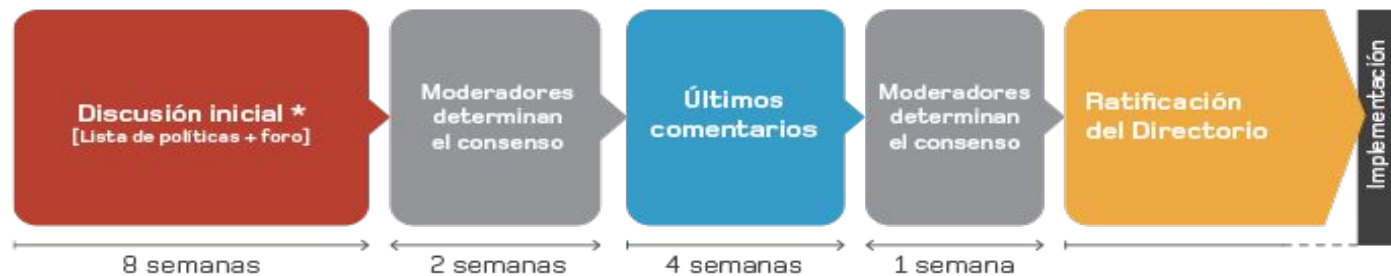 Discusión inicial *
[Lista de políticas + foro]
Moderadores
determinan
el consenso
Últimos
comentarios
Moderadores
determinan
el consenso
Ratificación
del Directorio
Implementación
8 semanas
2 semanas
4 semanas
1 semana